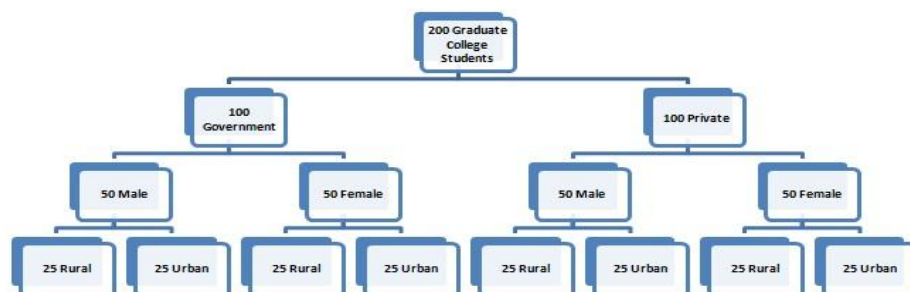 200 Graduate
College
Students
100
Government
100 Private
50 Male
50 Female
50 Male
50 Female
25 Rural
25 Urban
25 Rural
25 Urban
25 Rural
25 Urban
25 Rural
25 Urban